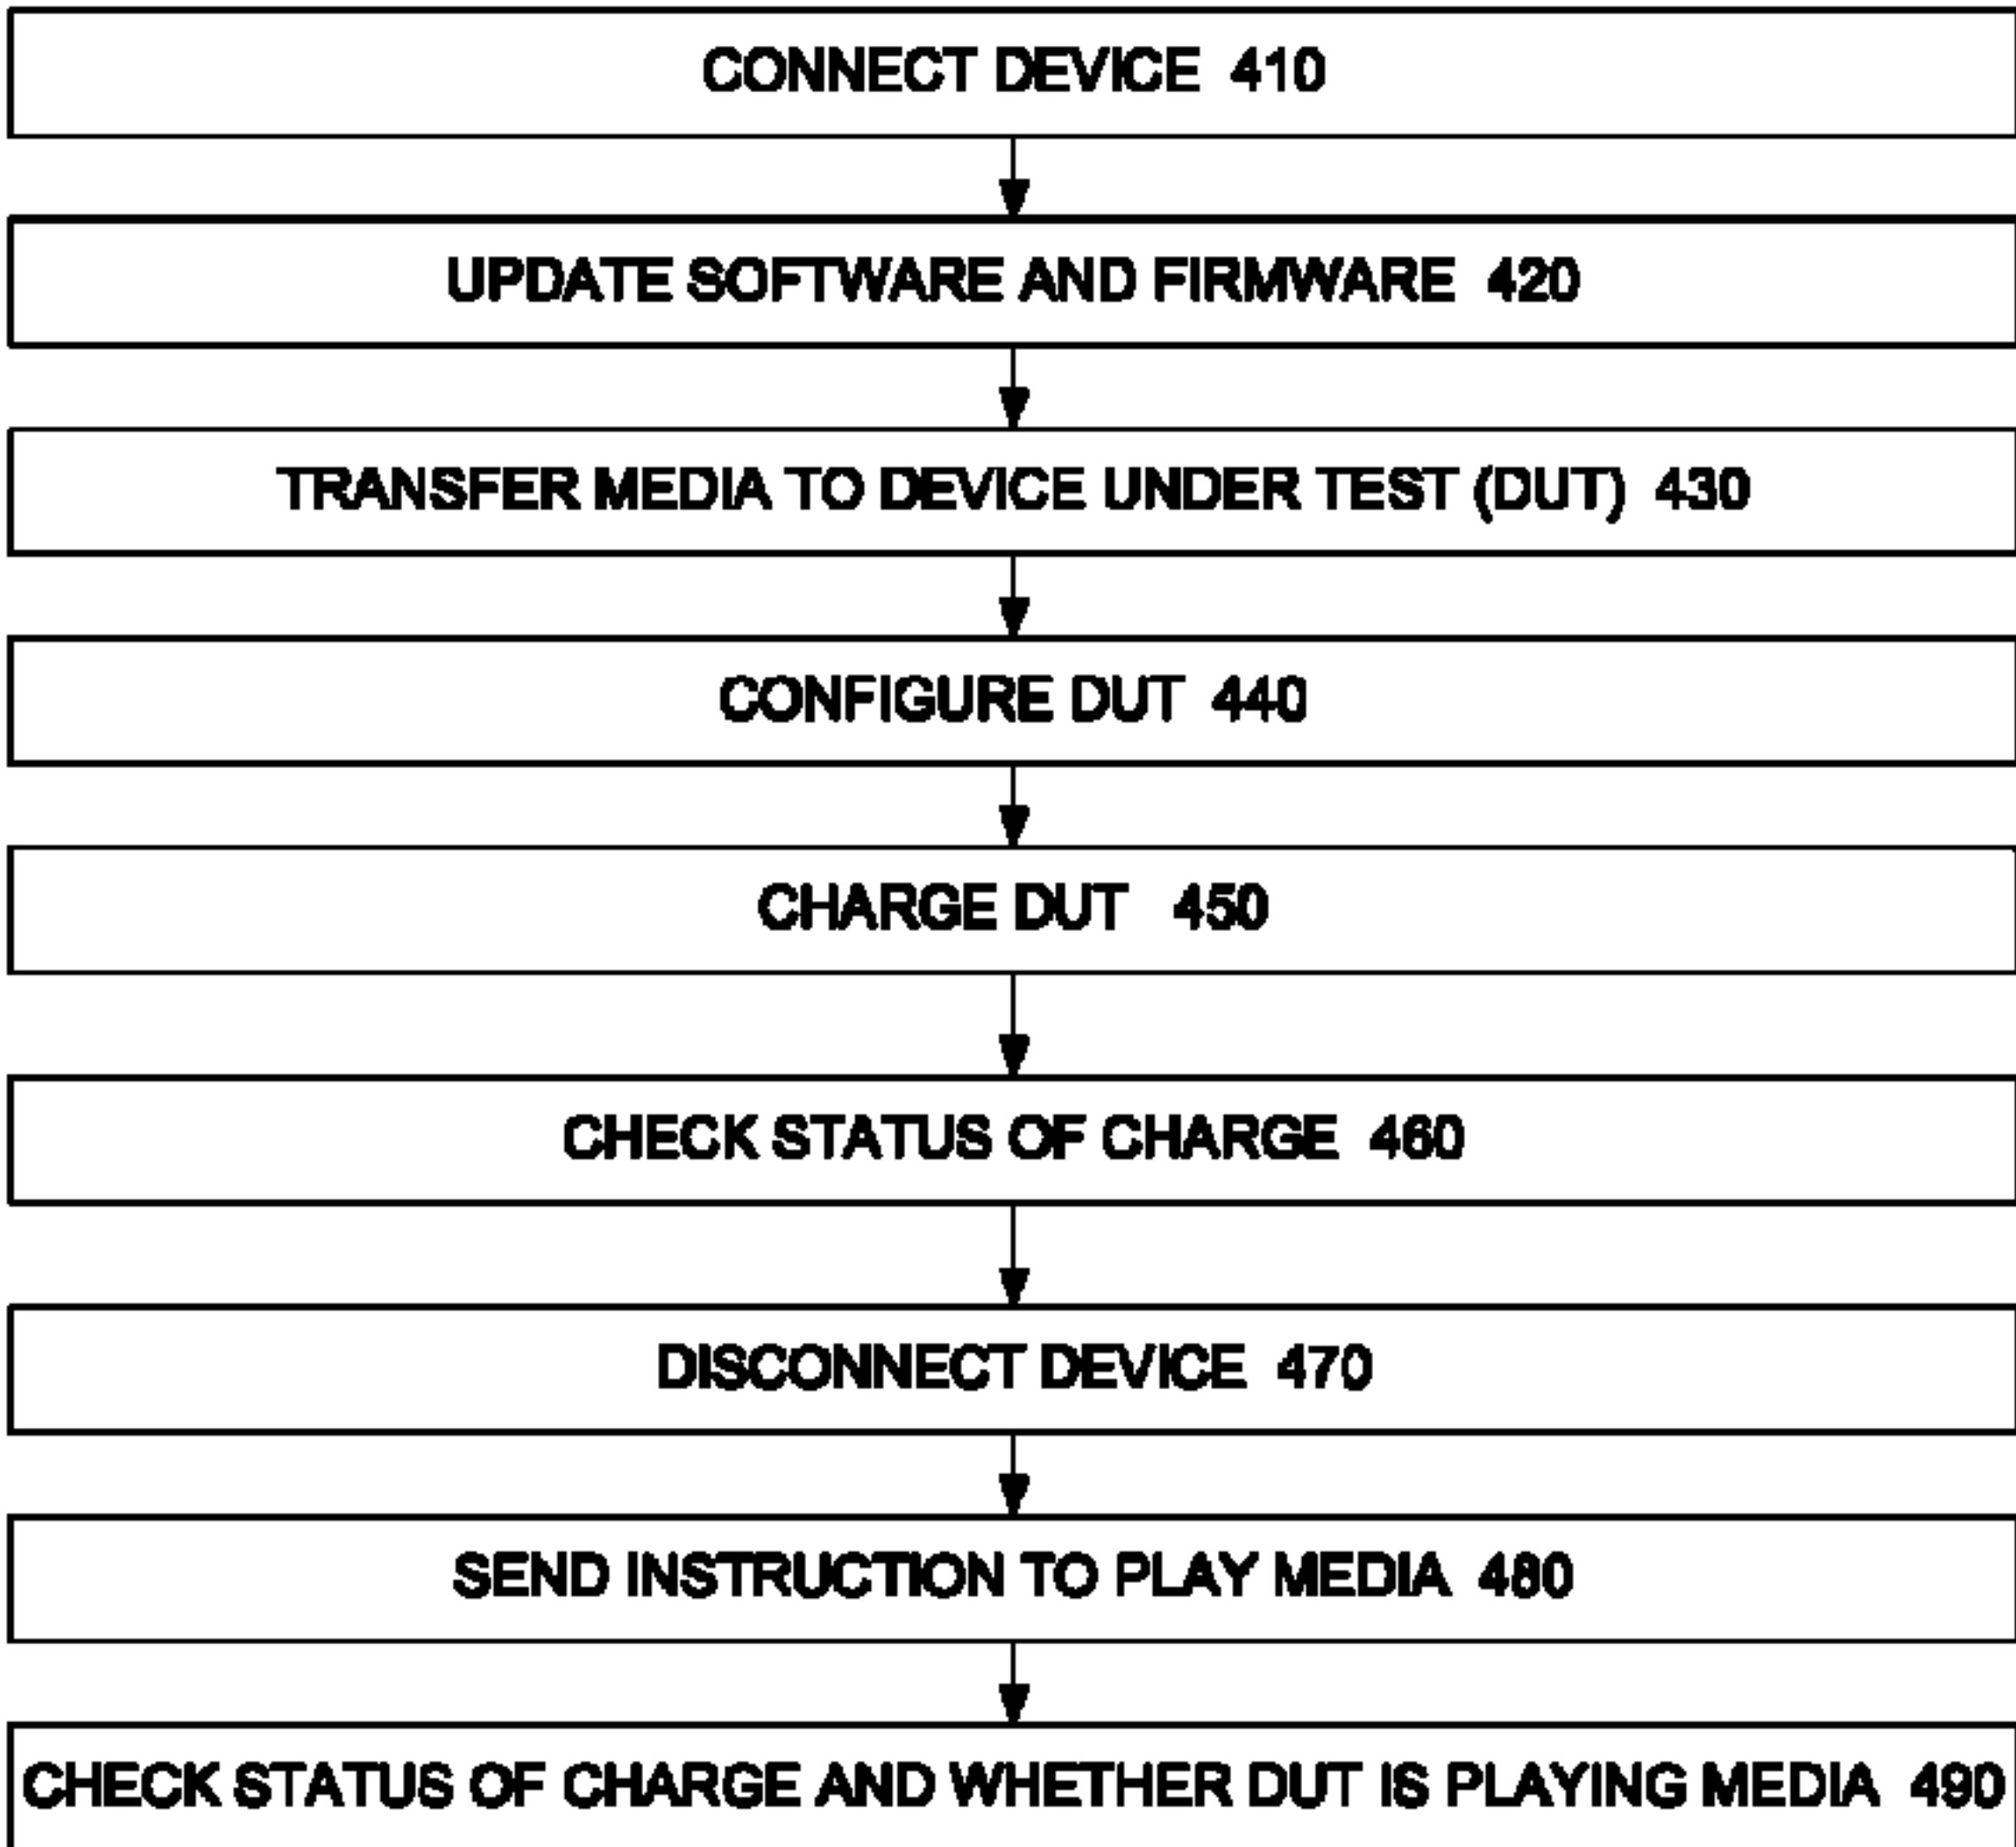 CONNECT DEVICE 410
UPDATE SOFTWARE AND FIRMWARE 420
TRANSFER MEDIA TO DEVICE UNDER TEST (DUT) 430
CONFIGURE DUT 440
CHARGE DUT 450
CHECK STATUS OF CHARGE 460
DISCONNECT DEVICE 470
SEND INSTRUCTION TO PLAY MEDIA 480
CHECK STATUS OF CHARGE AND WHETHER DUT IS PLAYING MEDIA 490